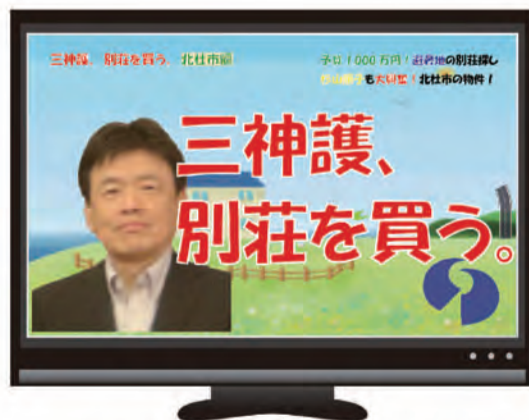 三神護、別荘を買う。北杜市編
予算1000万円！避暑地の別荘探し
も大興奮！北杜市の物件！
三神護、
別荘を買う。